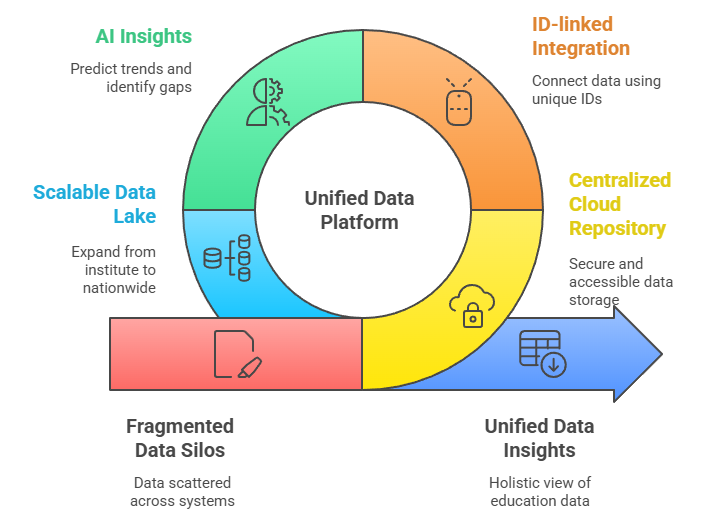 AI Insights
Predict trends and
identify gaps
ID-linked
Integration
Connect data using
unique IDs
Scalable Data
Lake
Expand from
institute to
nationwide
Unified Data
Platform
Centralized
Cloud
Repository
Secure and
accessible data
storage
Fragmented
Data Silos
Data scattered
across systems
Unified Data
Insights
Holistic view of
education data